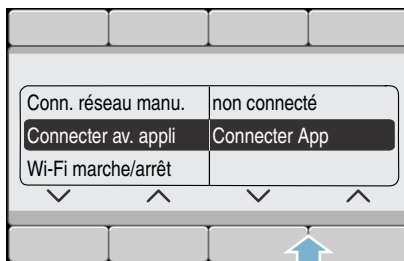 Conn. réseau manu. non connecté
Connecter av. appli Connecter App
Wi-Fi marche/arrêt